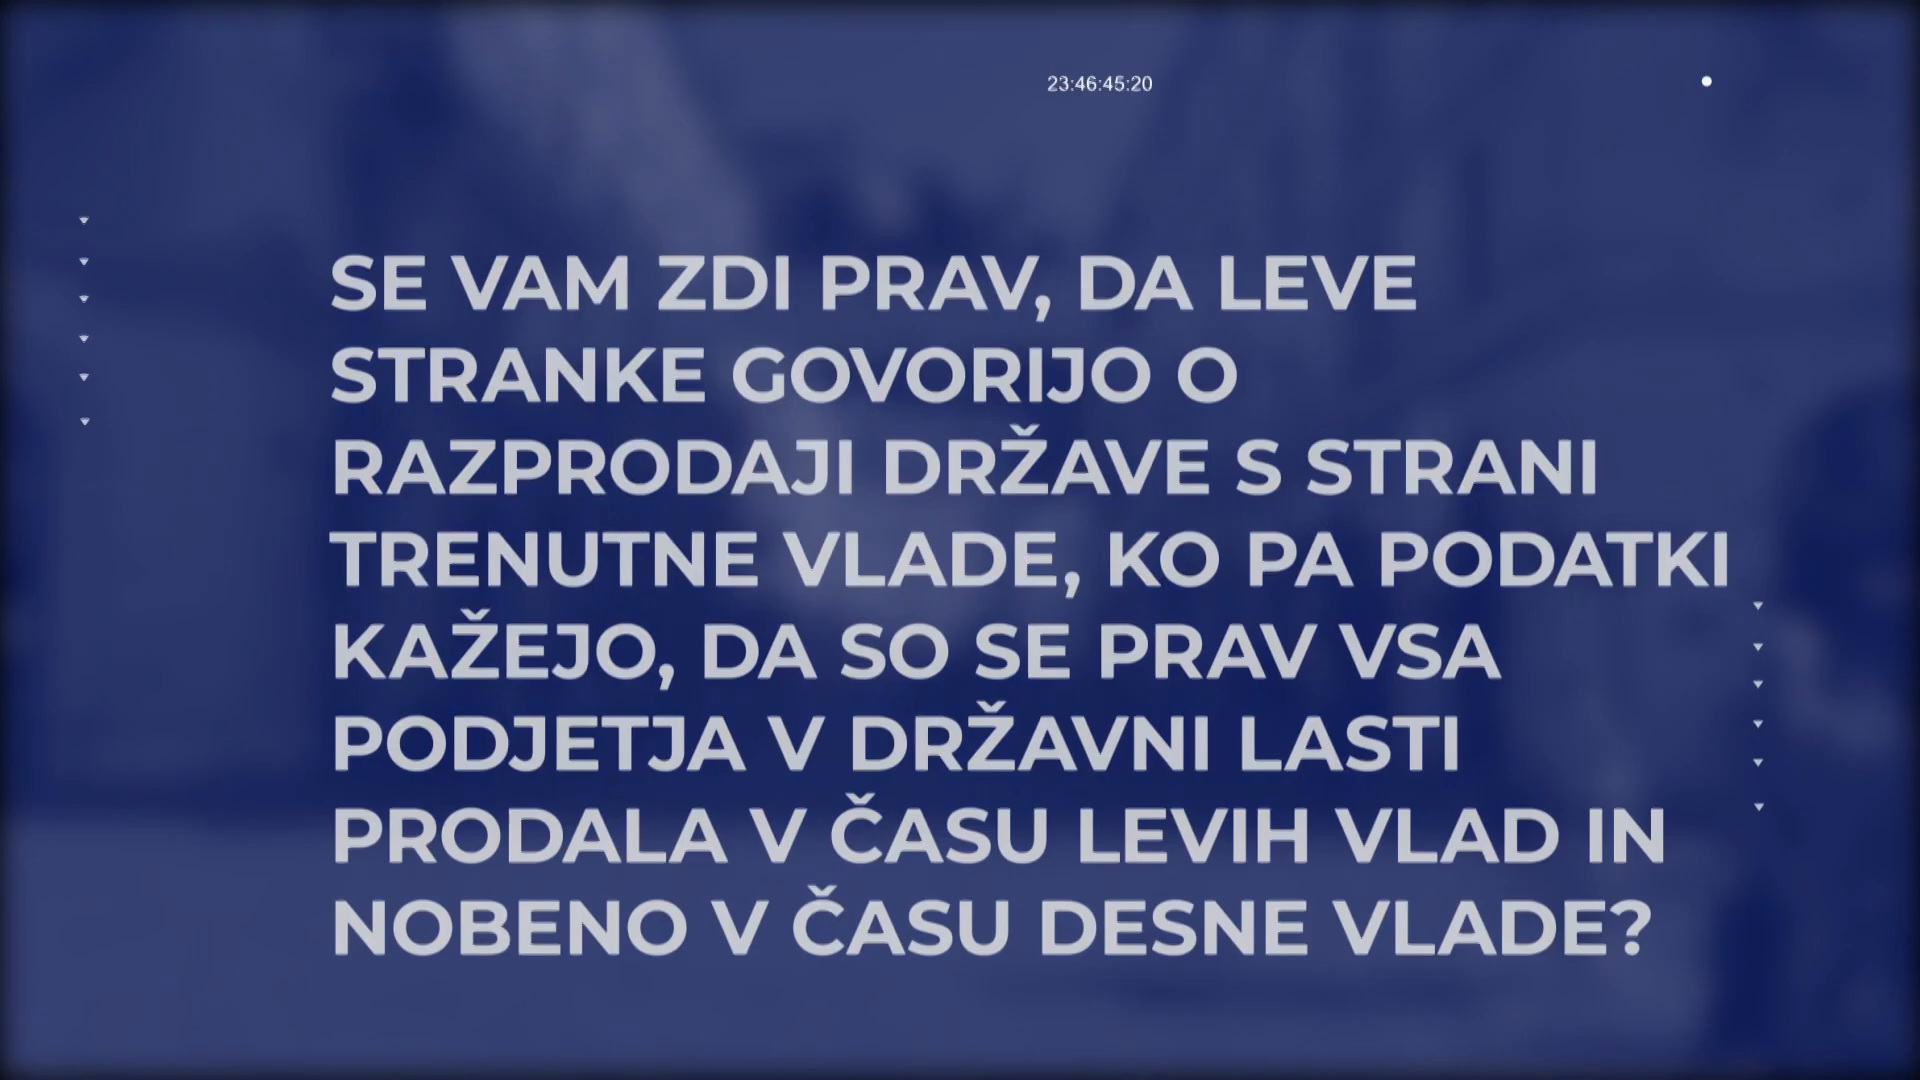 23:46:45:20
SE VAM ZDI PRAV, DA LEVE
STRANKE GOVORIJO O
RAZPRODAJI DRŽAVE S STRANI
TRENUTNE VLADE, KO PA PODATKI
KAŽEJO, DA SO SE PRAV VSA
PODJETJA V DRŽAVNI LASTI
PRODALA V ČASU LEVIH VLAD IN
NOBENO V ČASU DESNE VLADE?